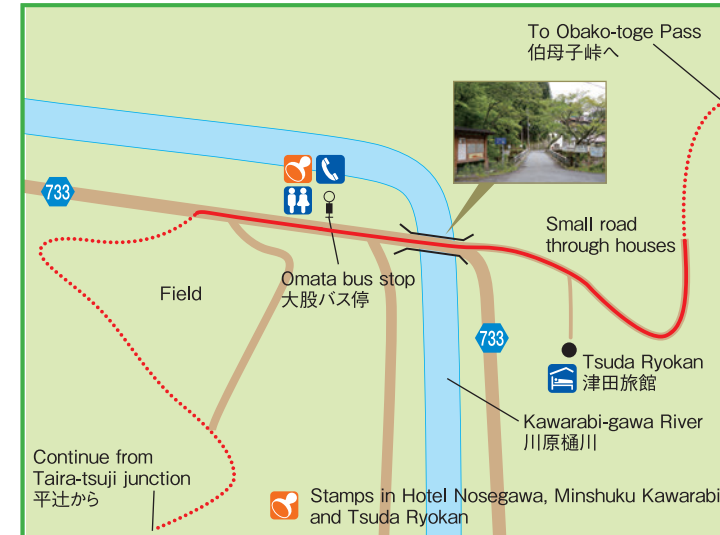 To Obako-toge Pass
伯母子峠へ
733
Small road
through houses
Omata bus stop
大股バス停
Field
733
Tsuda Ryokan
津田旅館
Kawarabi-gawa River
川原樋川
Continue from
Taira-tsuji junction
平辻から
Stamps in Hotel Nosegawa, Minshuku Kawarabi
and Tsuda Ryokan